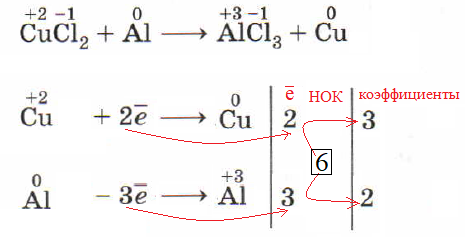 +2 -1 0 +3 -1 0
CuCl₂ + Al ⟶ AlCl₃ + Cu
ē НОК коэффициенты
+2 0
Cu + 2ē ⟶ Cu 2 3
6
0 +3
Al − 3ē ⟶ Al 3 2